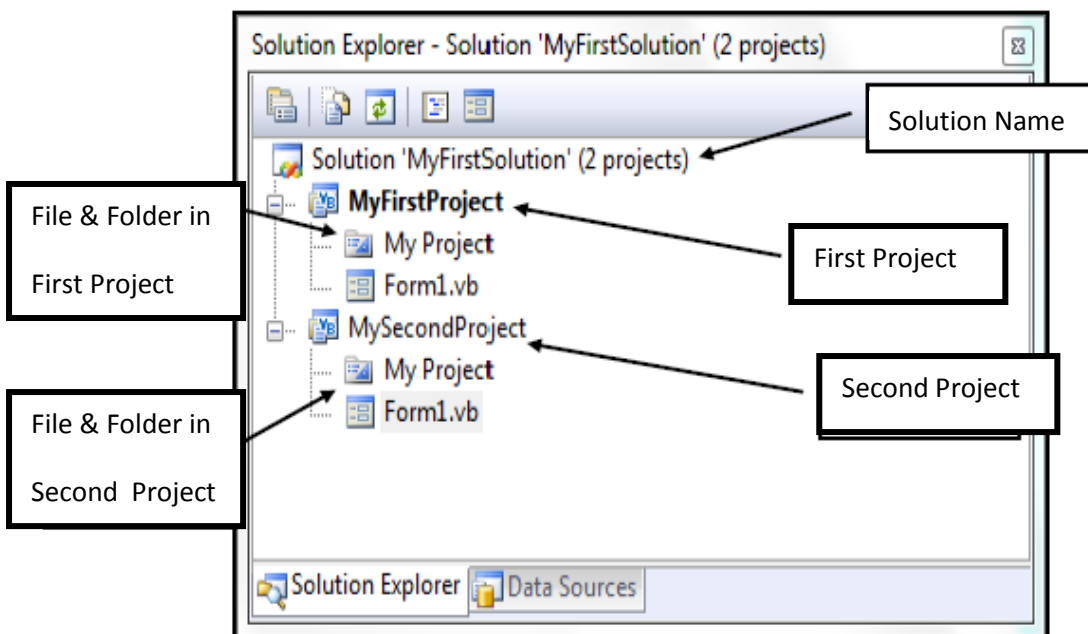 Solution Explorer - Solution 'MyFirstSolution' (2 projects)
Solution Name
Solution 'MyFirstSolution' (2 projects)
MyFirstProject
My Project
Form1.vb
MySecondProject
My Project
Form1.vb
File & Folder in
First Project
First Project
Second Project
File & Folder in
Second Project
Solution Explorer
Data Sources